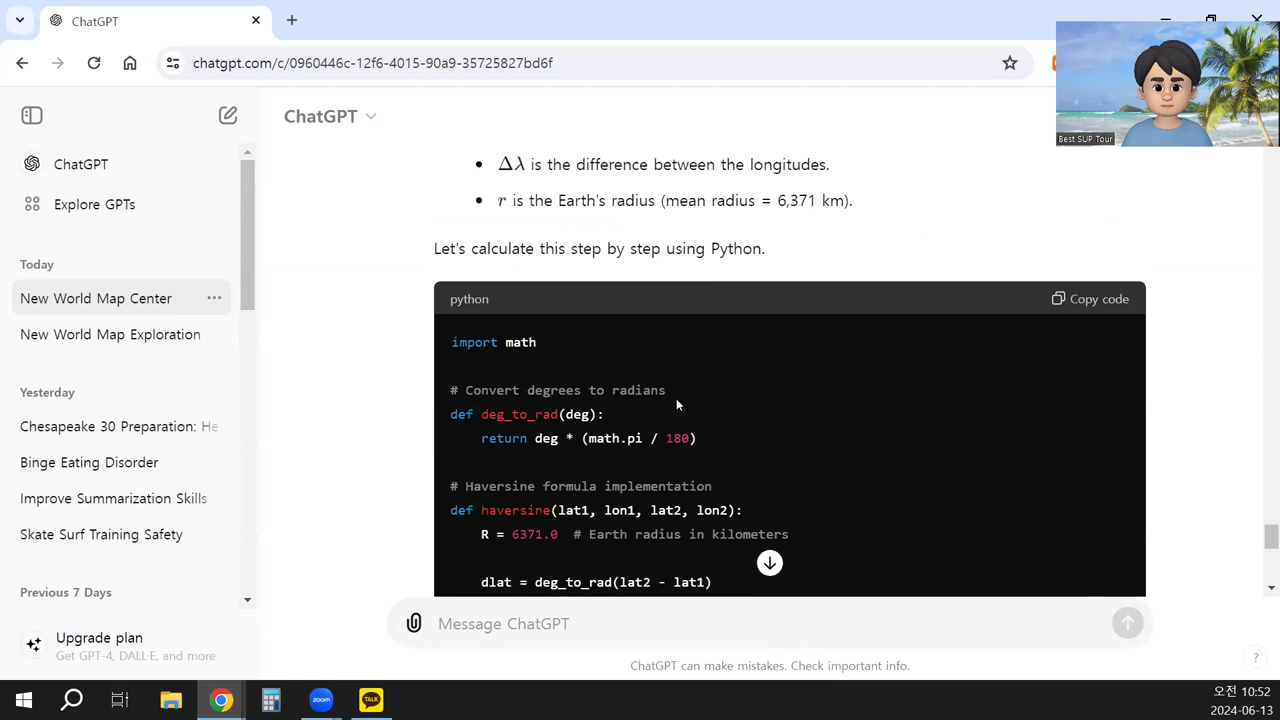 ChatGPT
chatgpt.com/c/0960446c-12f6-4015-90a9-35725827bd6f
Best SUP Tour
ChatGPT
ChatGPT
Explore GPTs
Today
New World Map Center
New World Map Exploration
Yesterday
Chesapeake 30 Preparation: He
Binge Eating Disorder
Improve Summarization Skills
Skate Surf Training Safety
Previous 7 Days
Upgrade plan
Get GPT-4, DALL·E, and more
• Δλ is the difference between the longitudes.
• r is the Earth's radius (mean radius = 6,371 km).
Let's calculate this step by step using Python.
python
Copy code
import math
# Convert degrees to radians
def deg_to_rad(deg):
return deg * (math.pi / 180)
# Haversine formula implementation
def haversine(lat1, lon1, lat2, lon2):
R = 6371.0 # Earth radius in kilometers
dlat = deg_to_rad(lat2 - lat1)
Message ChatGPT
ChatGPT can make mistakes. Check important info.
?
zoom
TALK
오전 10:52
2024-06-13